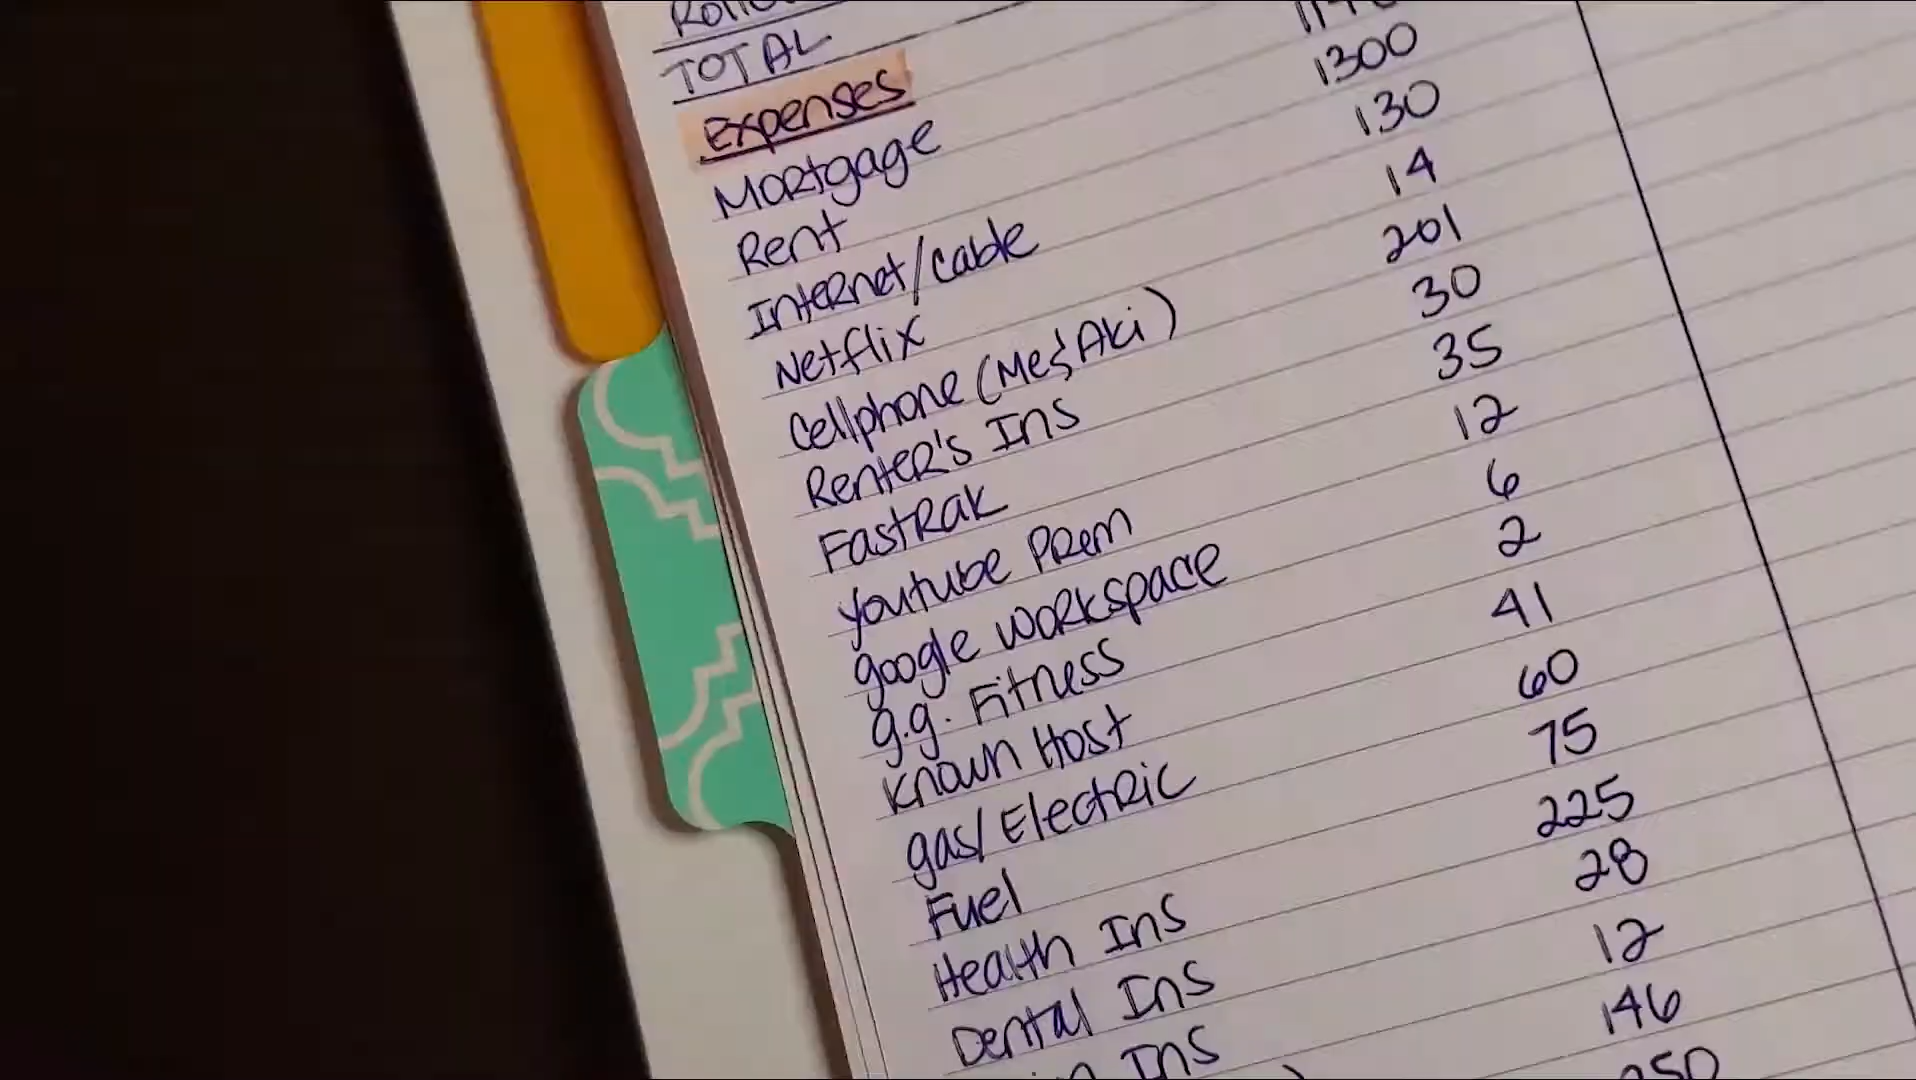 TOTAL
Expenses
Mortgage
Rent 1300
Internet/cable 130
Netflix 14
Cellphone (Me&Aki) 201
Renter's Ins 30
FastRak 35
Youtube Prem 12
google workspace 6
g.g. Fitness 2
Known Host 41
gas/Electric 60
Fuel 75
Health Ins 225
Dental Ins 28
Ins 12
146